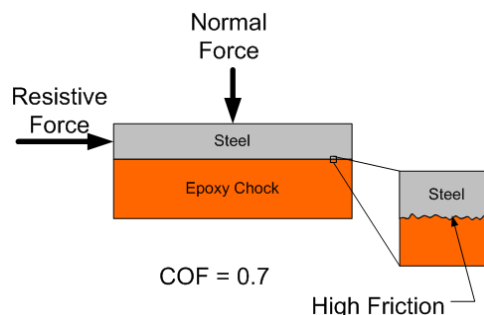 Normal
Force
Resistive
Force
Steel
Epoxy Chock
Steel
COF = 0.7
High Friction